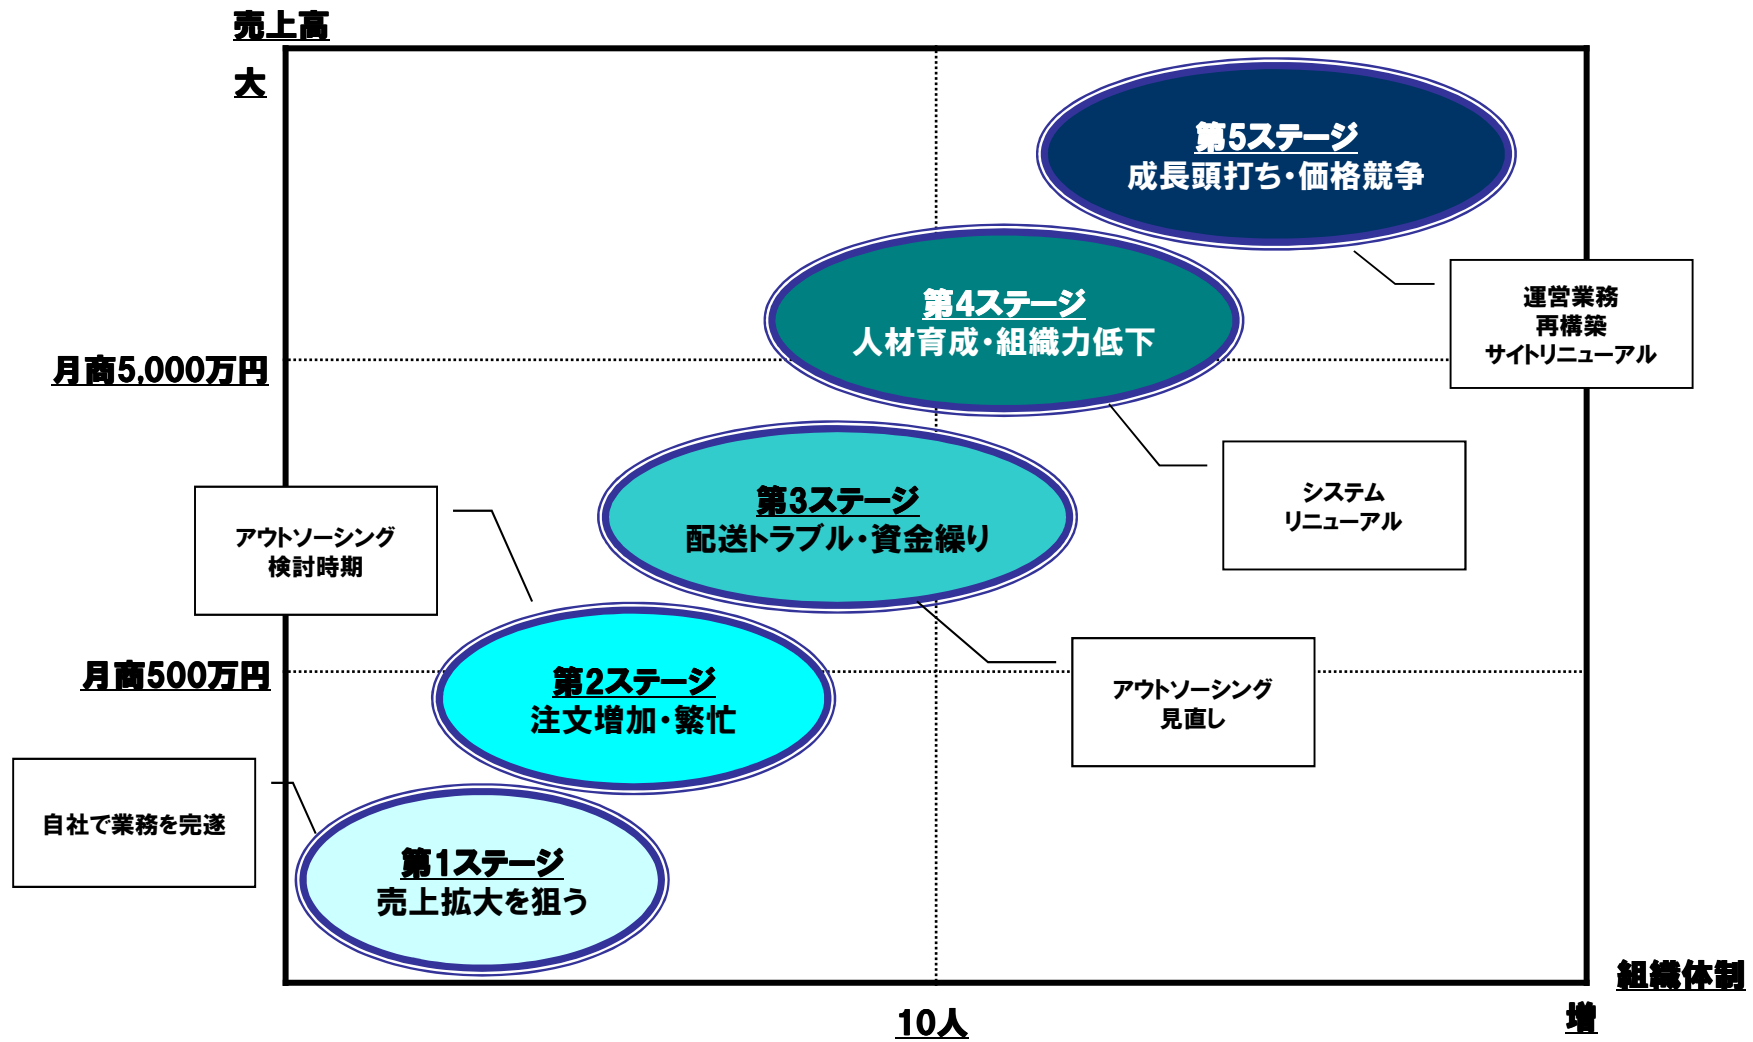 売上高
大
第5ステージ
成長頭打ち・価格競争
運営業務
再構築
サイトリニューアル
第4ステージ
人材育成・組織力低下
月商5,000万円
システム
リニューアル
第3ステージ
配送トラブル・資金繰り
アウトソーシング
検討時期
月商500万円
第2ステージ
注文増加・繁忙
アウトソーシング
見直し
自社で業務を完遂
第1ステージ
売上拡大を狙う
組織体制
増
10人